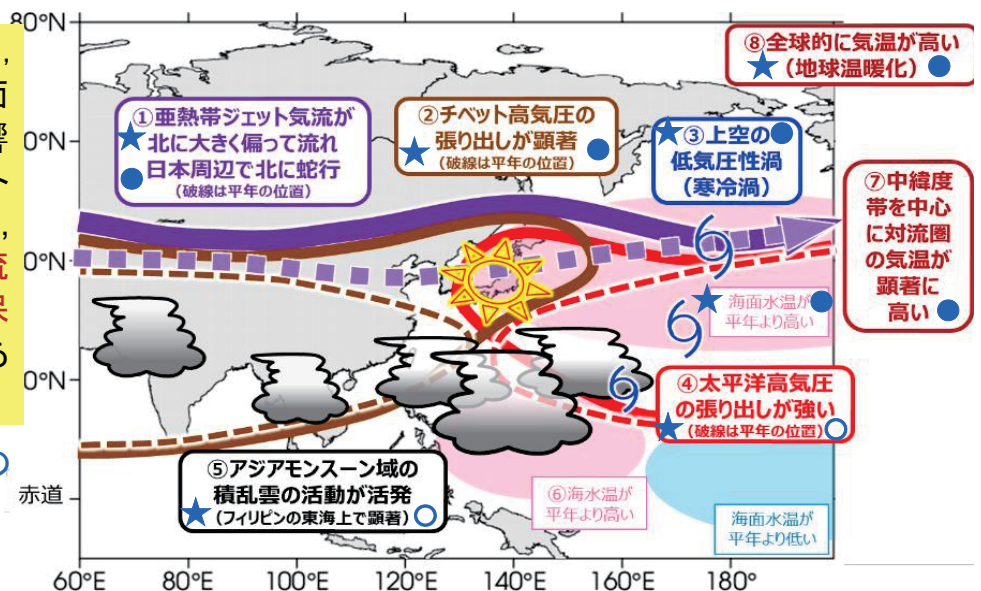 80°N
⑧全球的に気温が高い
(地球温暖化)
①亜熱帯ジェット気流が
北に大きく偏って流れ
日本周辺で北に蛇行
(破線は平年の位置)
②チベット高気圧の
張り出しが顕著
(破線は平年の位置)
③上空の
低気圧性渦
(寒冷渦)
⑦中緯度
帯を中心
に対流圏
の気温が
顕著に
高い
0°N
0°N
0°N
海面水温が
平年より高い
④太平洋高気圧
の張り出しが強い
(破線は平年の位置)
⑤アジアモンスーン域の
積乱雲の活動が活発
(フィリピンの東海上で顕著)
⑥海水温が
平年より高い
海面水温が
平年より低い
赤道
60°E
80°E
100°E
120°E
140°E
160°E
180°